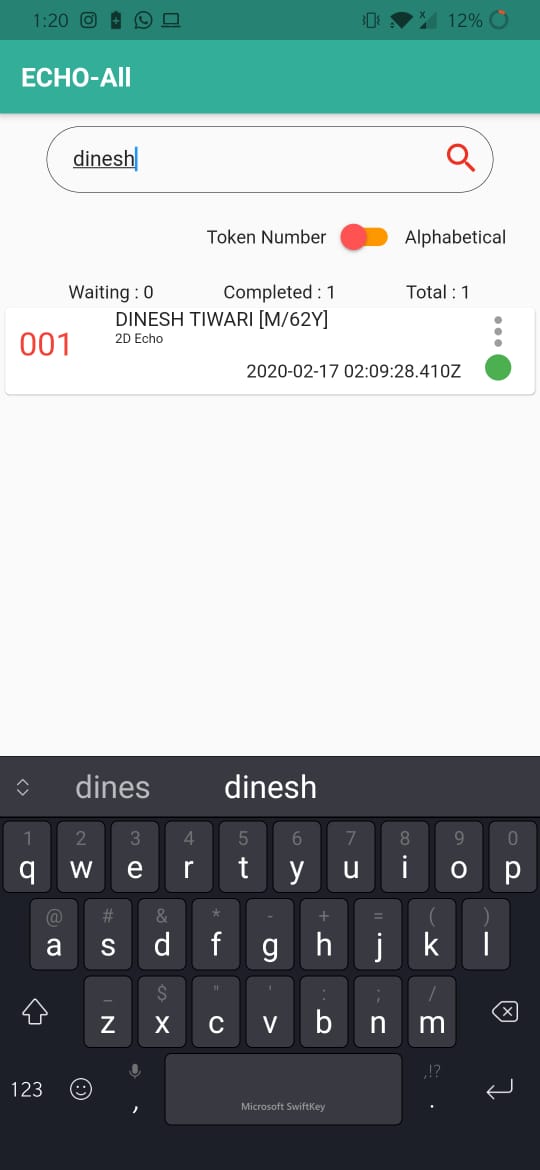 1:20 12%
ECHO-All
dinesh
Token Number Alphabetical
Waiting : 0 Completed : 1 Total : 1
001 DINESH TIWARI [M/62Y]
2D Echo
2020-02-17 02:09:28.410Z
dines dinesh
1 2 3 4 5 6 7 8 9 0
q w e r t y u i o p
@ # & * - + = ( )
a s d f g h j k l
_ $ " ' : ; /
z x c v b n m
123 , Microsoft SwiftKey ,!? .